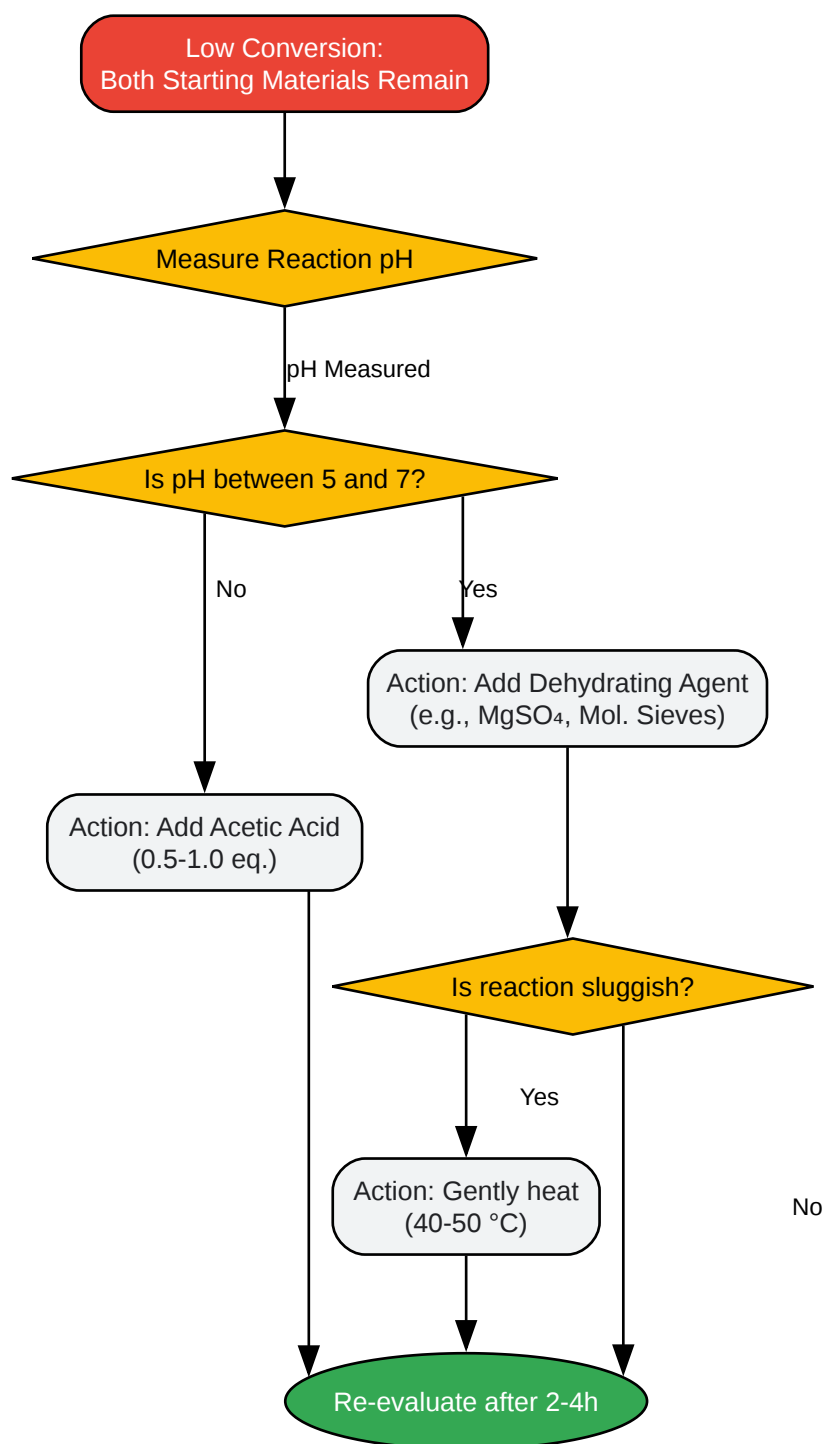 Low Conversion:
Both Starting Materials Remain
Measure Reaction pH
pH Measured
Is pH between 5 and 7?
No
Yes
Action: Add Dehydrating Agent
(e.g., MgSO₄, Mol. Sieves)
Action: Add Acetic Acid
(0.5-1.0 eq.)
Is reaction sluggish?
Yes
Action: Gently heat
(40-50 °C)
No
Re-evaluate after 2-4h